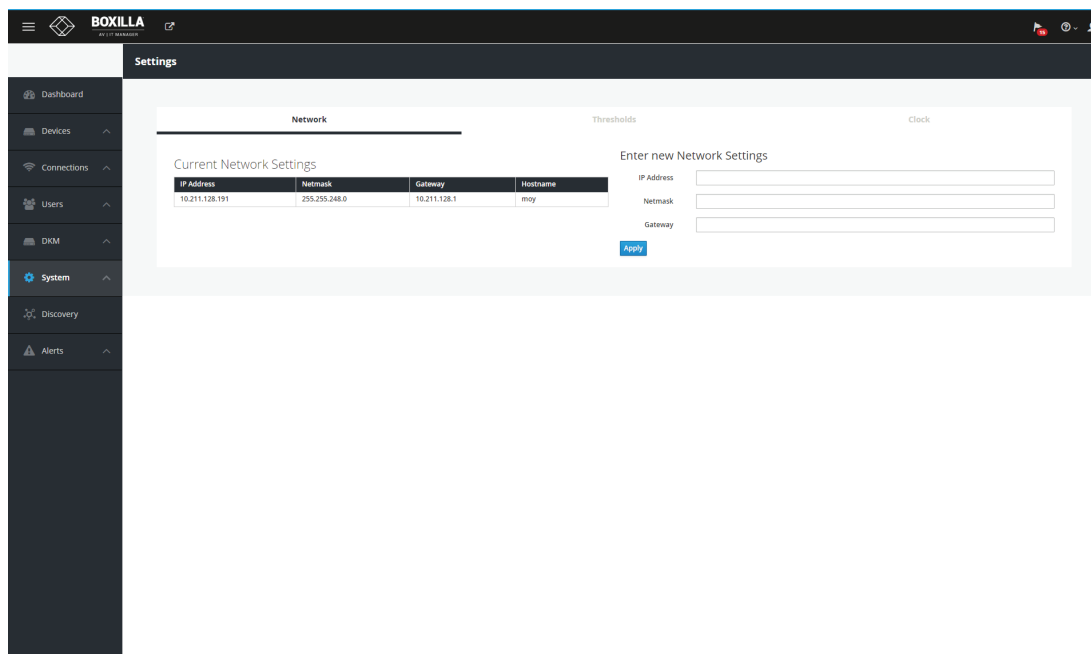 BOXILLA
AV | IT MANAGER
15
Settings
Dashboard
Devices
Connections
Users
DKM
System
Discovery
Alerts
Network
Thresholds
Clock
Current Network Settings
IP Address Netmask Gateway Hostname
10.211.128.191 255.255.248.0 10.211.128.1 moy
Enter new Network Settings
IP Address
Netmask
Gateway
Apply